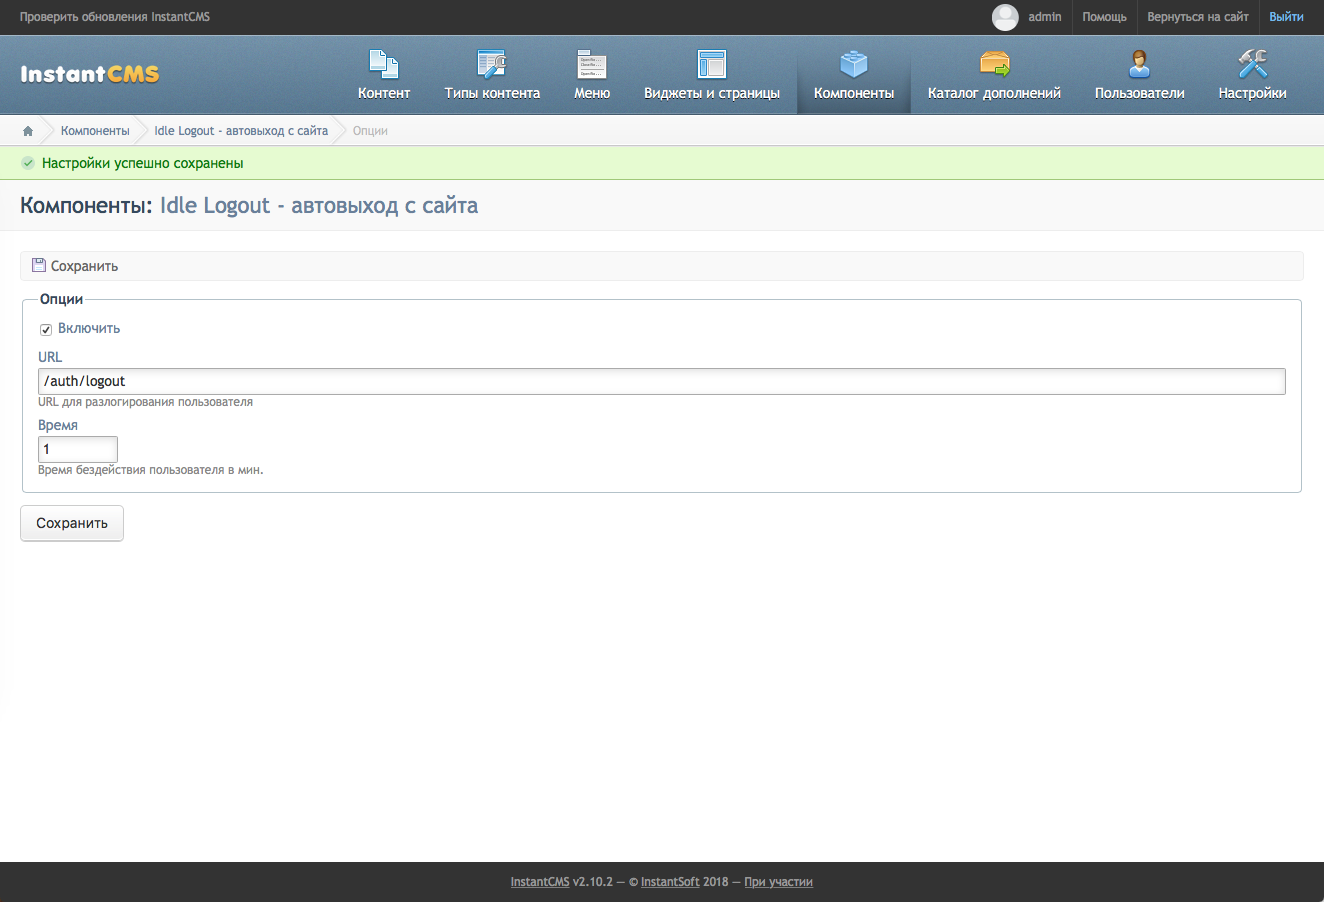 Проверить обновления InstantCMS
admin Помощь Вернуться на сайт Выйти
InstantCMS
Контент Типы контента Меню Виджеты и страницы Компоненты Каталог дополнений Пользователи Настройки
Компоненты Idle Logout - автовыход с сайта Опции
Настройки успешно сохранены
Компоненты: Idle Logout - автовыход с сайта
Сохранить
Опции
Включить
URL
/auth/logout
URL для разлогирования пользователя
Время
1
Время бездействия пользователя в мин.
Сохранить
InstantCMS v2.10.2 — © InstantSoft 2018 — При участии